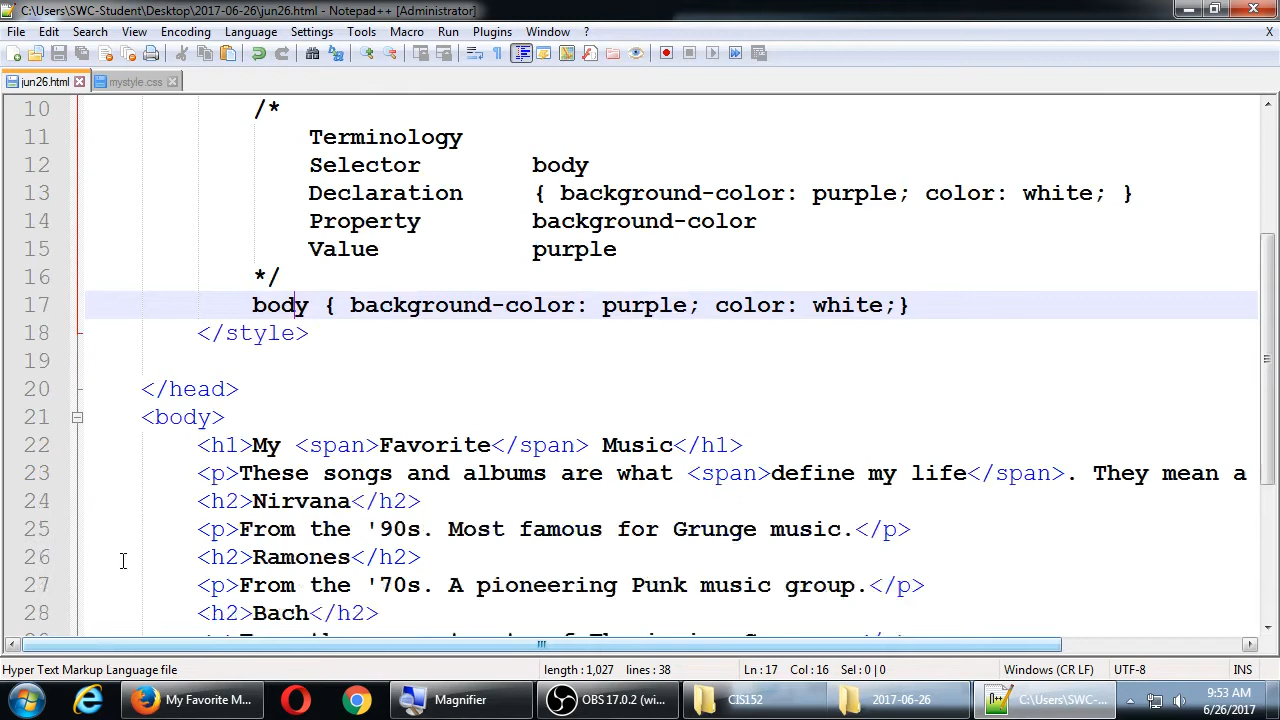 C:\Users\SWC-Student\Desktop\2017-06-26\jun26.html - Notepad++ [Administrator]
File Edit Search View Encoding Language Settings Tools Macro Run Plugins Window ? X
jun26.html mystyle.css
10 /*
11 Terminology
12 Selector body
13 Declaration { background-color: purple; color: white; }
14 Property background-color
15 Value purple
16 */
17 body { background-color: purple; color: white;}
18 </style>
19
20 </head>
21 <body>
22 <h1>My <span>Favorite</span> Music</h1>
23 <p>These songs and albums are what <span>define my life</span>. They mean a
24 <h2>Nirvana</h2>
25 <p>From the '90s. Most famous for Grunge music.</p>
26 <h2>Ramones</h2>
27 <p>From the '70s. A pioneering Punk music group.</p>
28 <h2>Bach</h2>
Hyper Text Markup Language file length : 1,027 lines : 38 Ln : 17 Col : 16 Sel : 0 | 0 Windows (CR LF) UTF-8 INS
My Favorite M... Magnifier OBS 17.0.2 (wi... CIS152 2017-06-26 C:\Users\SWC-... 9:53 AM
6/26/2017